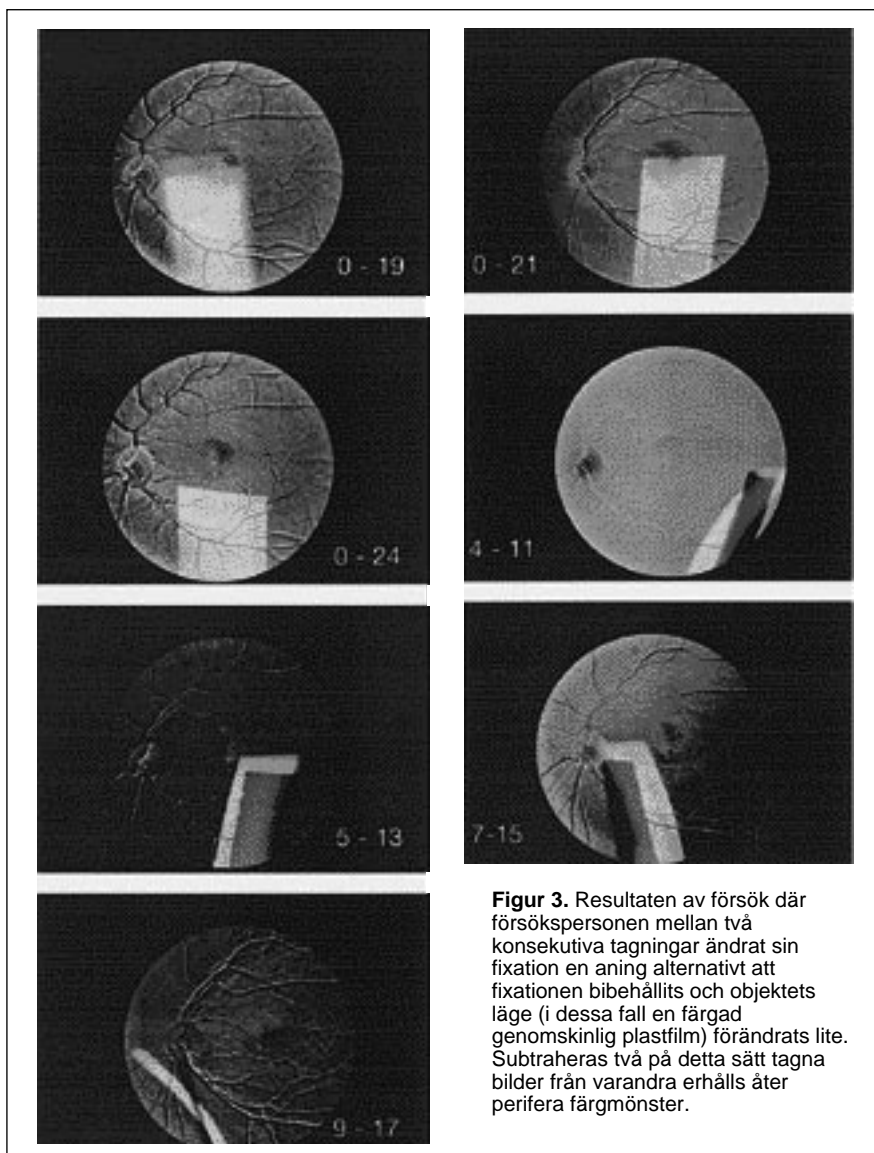 0 - 19
0 - 21
0 - 24
4 - 11
5 - 13
7-15
9 - 17
Figur 3. Resultaten av försök där
försökspersonen mellan två
konsekutiva tagningar ändrat sin
fixation en aning alternativt att
fixationen bibehållits och objektets
läge (i dessa fall en färgad
genomskinlig plastfilm) förändrats lite.
Subtraheras två på detta sätt tagna
bilder från varandra erhålls åter
perifera färgmönster.